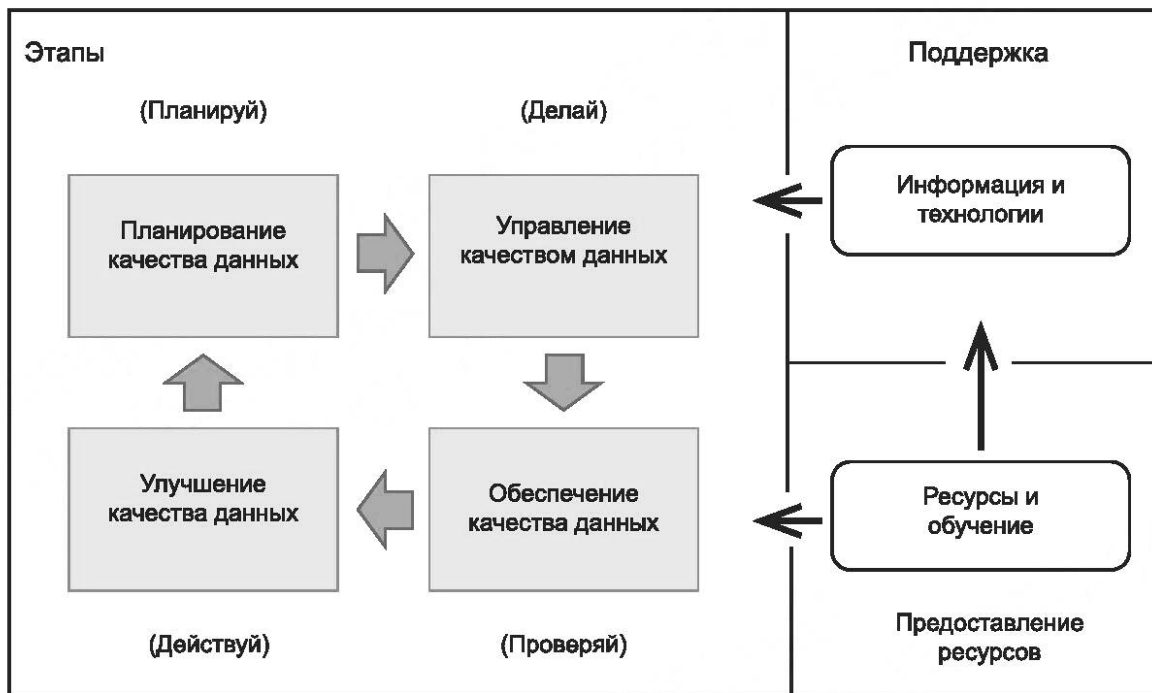 Этапы
Поддержка
(Планируй)
(Делай)
Планирование
качества данных
Управление
качеством данных
Информация и
технологии
Улучшение
качества данных
Обеспечение
качества данных
Ресурсы и
обучение
(Действуй)
(Проверяй)
Предоставление
ресурсов